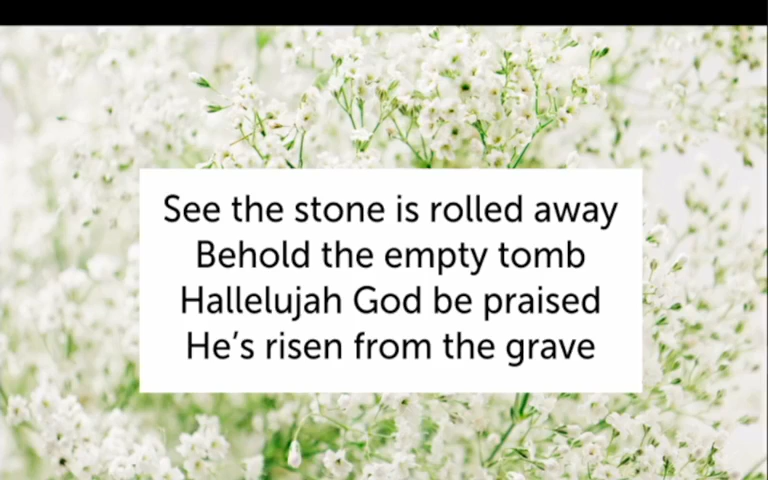 See the stone is rolled away
Behold the empty tomb
Hallelujah God be praised
He’s risen from the grave